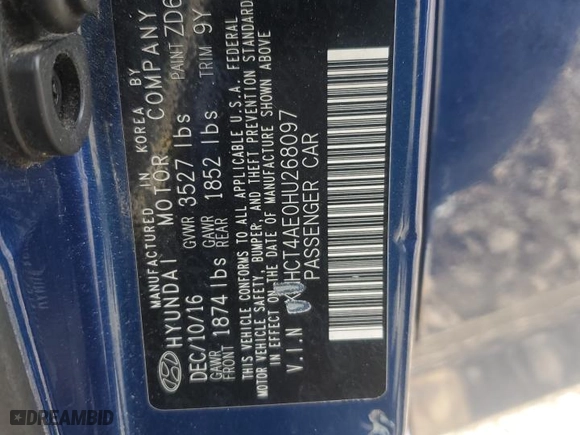 MANUFACTURED IN KOREA BY
HYUNDAI MOTOR COMPANY
DEC/10/16 GVWR 3527 lbs PAINT ZD6
GAWR FRONT 1874 lbs GAWR REAR 1852 lbs TRIM 9Y
THIS VEHICLE CONFORMS TO ALL APPLICABLE U.S.A. FEDERAL
MOTOR VEHICLE SAFETY, BUMPER, AND THEFT PREVENTION STANDARD
IN EFFECT ON THE DATE OF MANUFACTURE SHOWN ABOVE
V.I.N HCT4AE0HU268097
PASSENGER CAR
DREAMBID